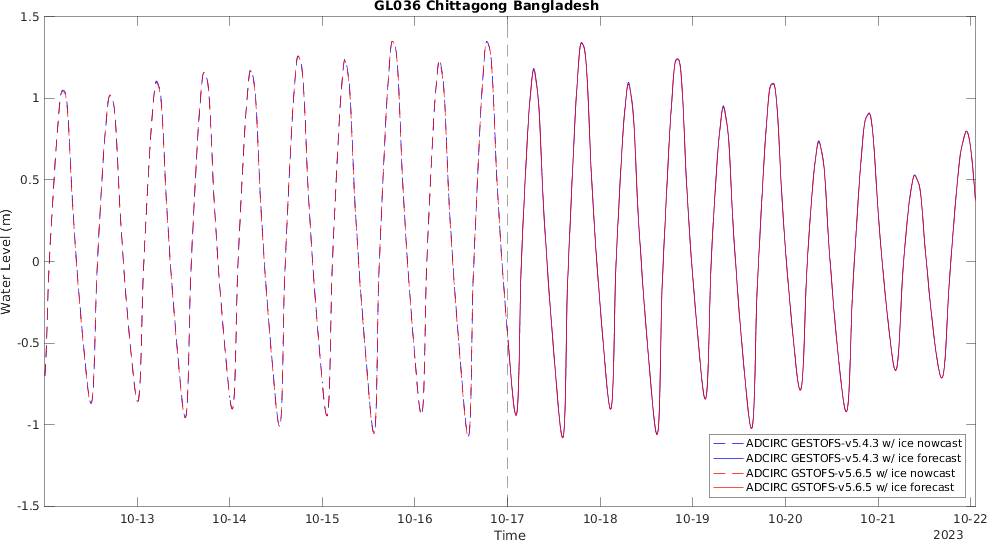 GL036 Chittagong Bangladesh
1.5
1
0.5
0
-0.5
-1
-1.5
Water Level (m)
10-13
10-14
10-15
10-16
10-17
10-18
10-19
10-20
10-21
10-22
2023
Time
ADCIRC GESTOFS-v5.4.3 w/ ice nowcast
ADCIRC GESTOFS-v5.4.3 w/ ice forecast
ADCIRC GSTOFS-v5.6.5 w/ ice nowcast
ADCIRC GSTOFS-v5.6.5 w/ ice forecast